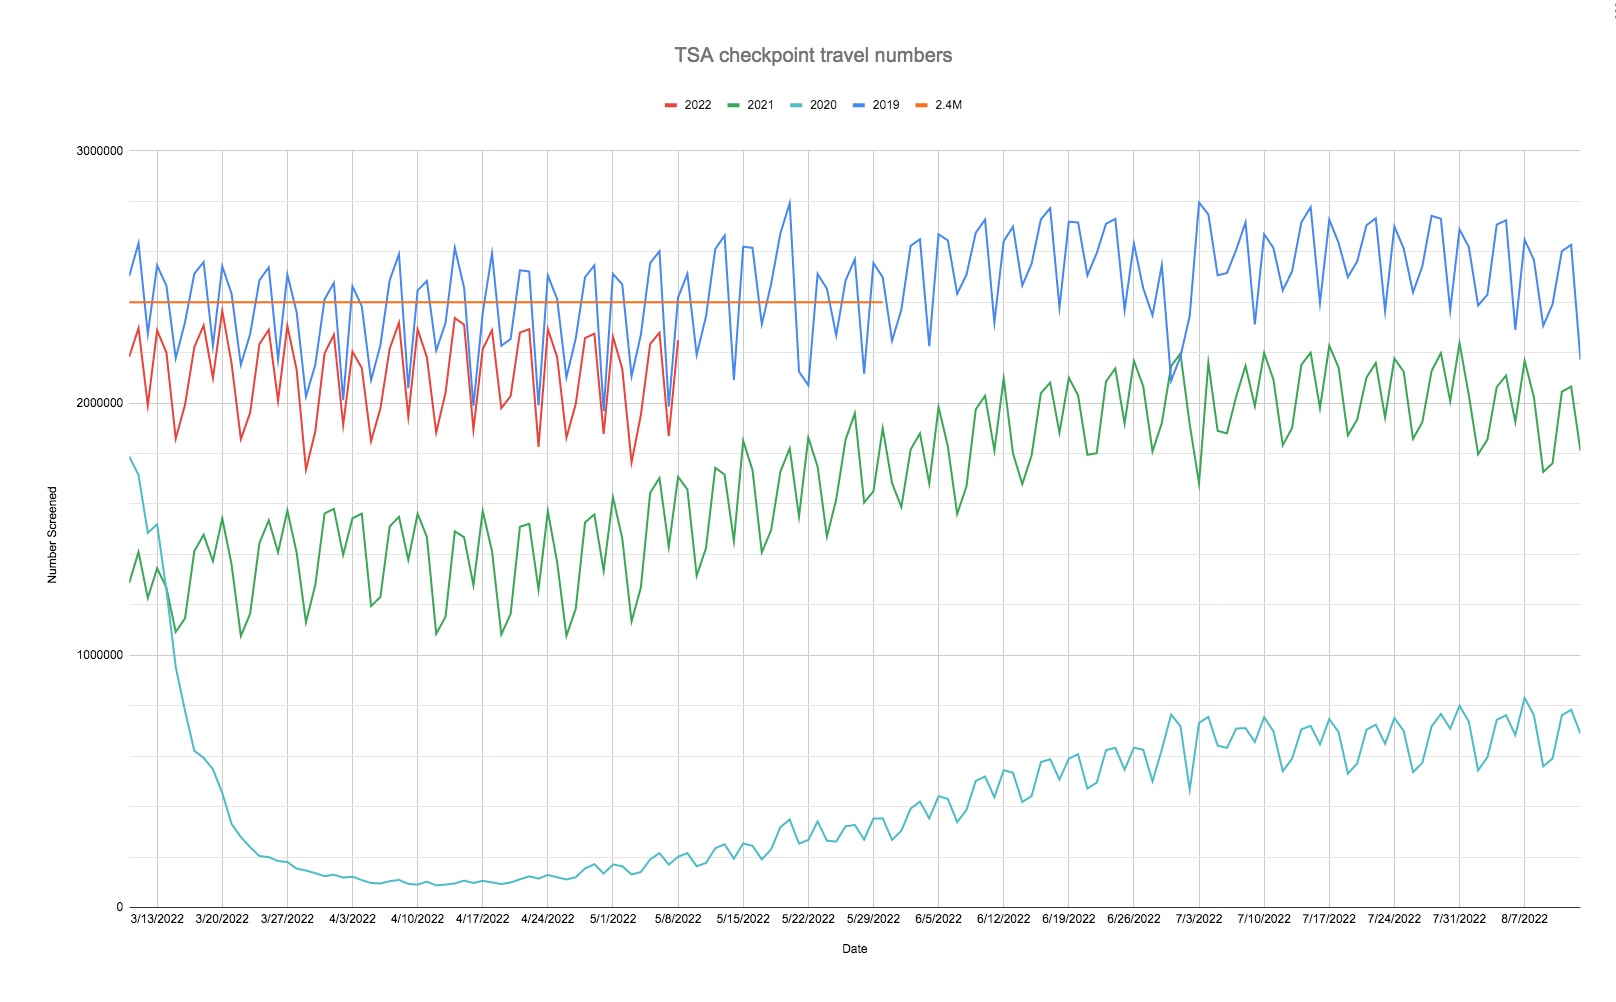 TSA checkpoint travel numbers
2022 2021 2020 2019 2.4M
3000000
2000000
1000000
0
Number Screened
3/13/2022 3/20/2022 3/27/2022 4/3/2022 4/10/2022 4/17/2022 4/24/2022 5/1/2022 5/8/2022 5/15/2022 5/22/2022 5/29/2022 6/5/2022 6/12/2022 6/19/2022 6/26/2022 7/3/2022 7/10/2022 7/17/2022 7/24/2022 7/31/2022 8/7/2022
Date